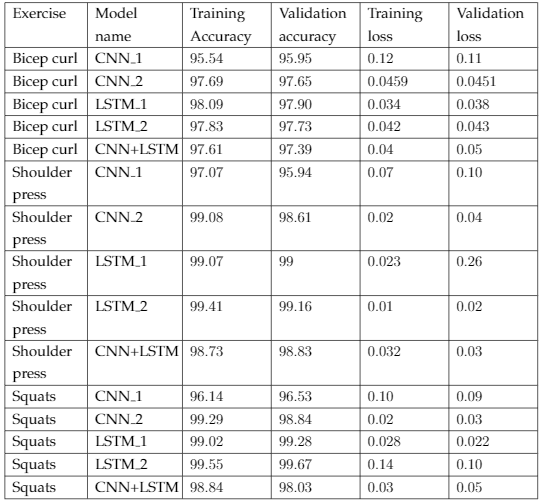 Exercise Model name Training Accuracy Validation accuracy Training loss Validation loss
Bicep curl CNN_1 95.54 95.95 0.12 0.11
Bicep curl CNN_2 97.69 97.65 0.0459 0.0451
Bicep curl LSTM_1 98.09 97.90 0.034 0.038
Bicep curl LSTM_2 97.83 97.73 0.042 0.043
Bicep curl CNN+LSTM 97.61 97.39 0.04 0.05
Shoulder press CNN_1 97.07 95.94 0.07 0.10
Shoulder press CNN_2 99.08 98.61 0.02 0.04
Shoulder press LSTM_1 99.07 99 0.023 0.26
Shoulder press LSTM_2 99.41 99.16 0.01 0.02
Shoulder press CNN+LSTM 98.73 98.83 0.032 0.03
Squats CNN_1 96.14 96.53 0.10 0.09
Squats CNN_2 99.29 98.84 0.02 0.03
Squats LSTM_1 99.02 99.28 0.028 0.022
Squats LSTM_2 99.55 99.67 0.14 0.10
Squats CNN+LSTM 98.84 98.03 0.03 0.05